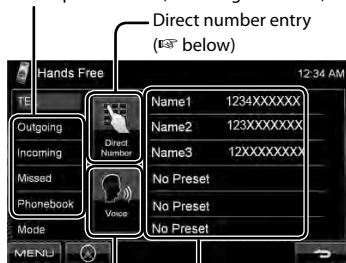 Direct number entry
(☞ below)
Hands Free 12:34 AM
TEL
Outgoing
Incoming
Missed
Phonebook
Mode
MENU
Direct
Number
Voice
Name1 1234XXXXXX
Name2 123XXXXXXX
Name3 12XXXXXXXX
No Preset
No Preset
No Preset